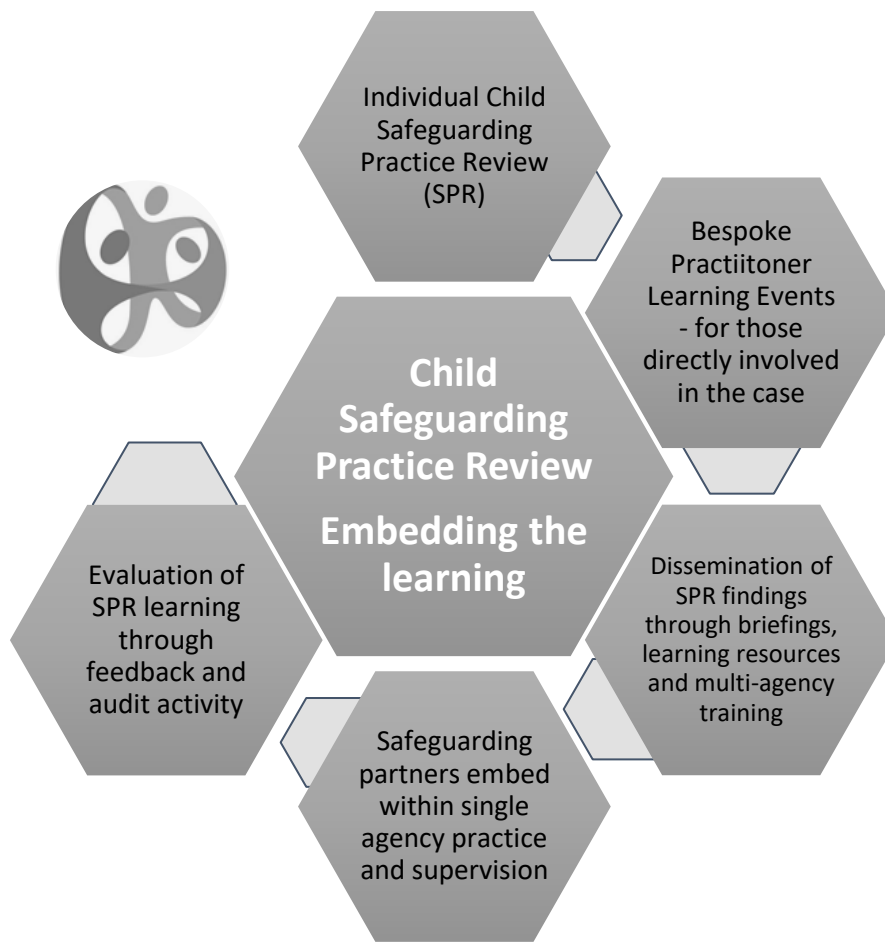 Individual Child
Safeguarding
Practice Review
(SPR)
Bespoke
Practiitoner
Learning Events
- for those
directly involved
in the case
Child
Safeguarding
Practice Review
Embedding the
learning
Dissemination of
SPR findings
through briefings,
learning resources
and multi-agency
training
Safeguarding
partners embed
within single
agency practice
and supervision
Evaluation of
SPR learning
through
feedback and
audit activity